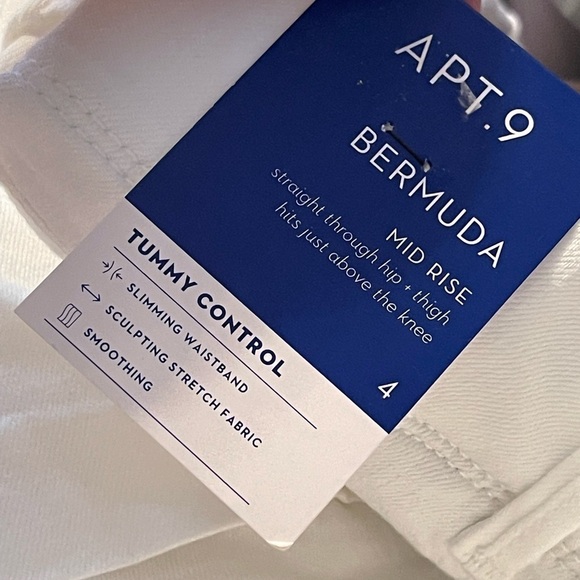 APT.9
BERMUDA
MID RISE
straight through hip + thigh
hits just above the knee
4
TUMMY CONTROL
SLIMMING WAISTBAND
SCULPTING STRETCH FABRIC
SMOOTHING